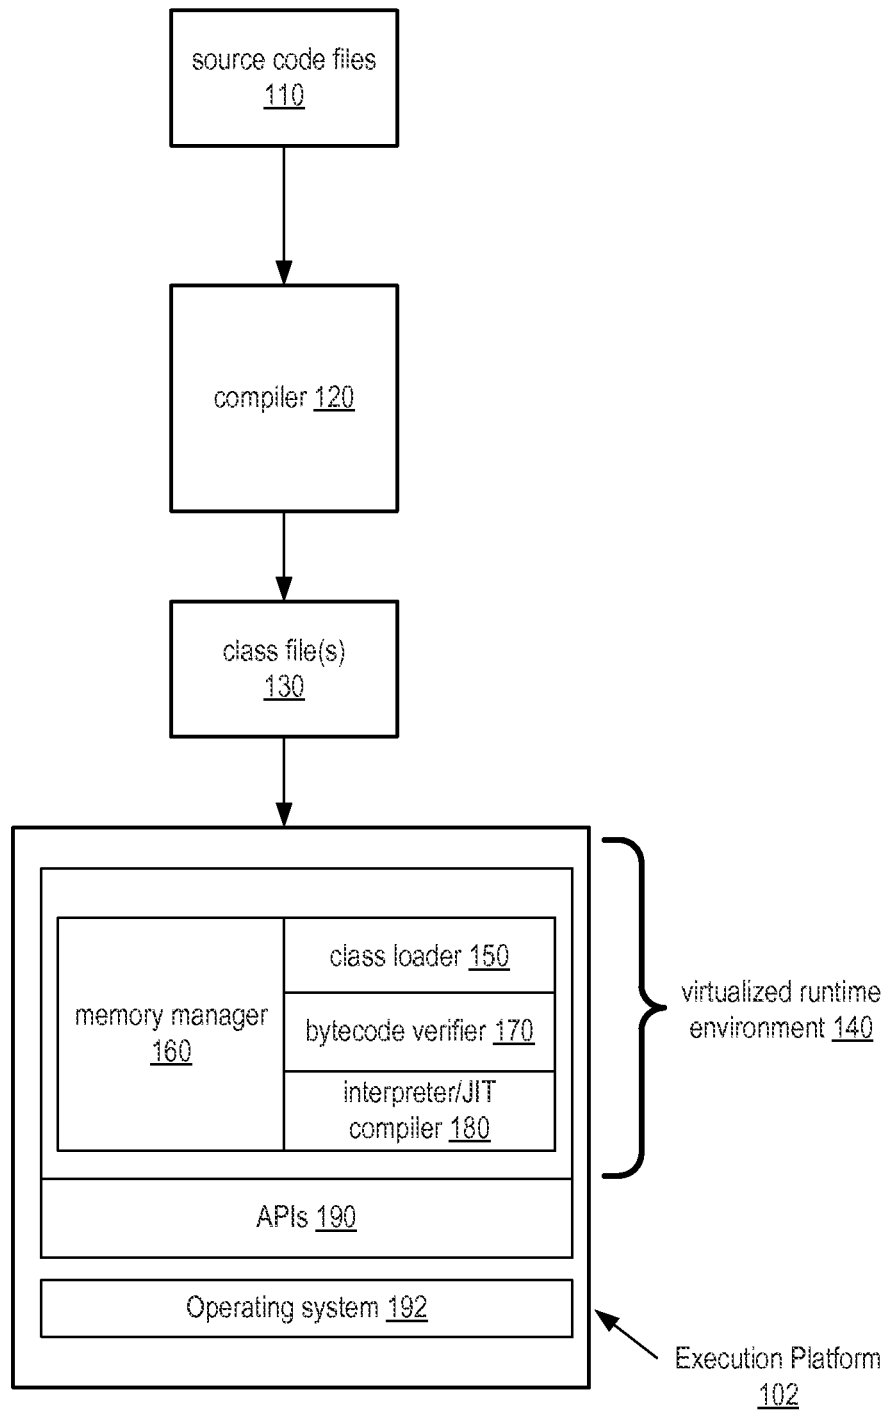 source code files
110
compiler 120
class file(s)
130
class loader 150
memory manager
160
bytecode verifier 170
interpreter/JIT
compiler 180
virtualized runtime
environment 140
APIs 190
Operating system 192
Execution Platform
102